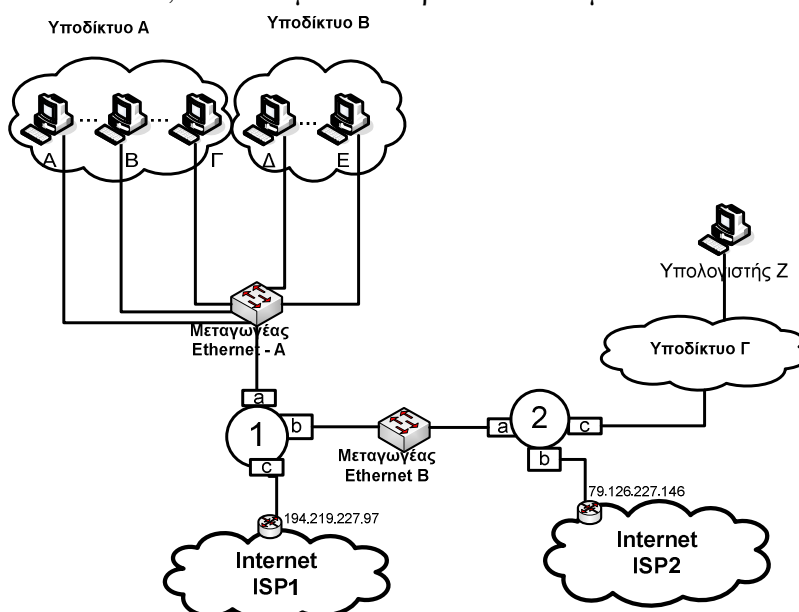 Υποδίκτυο Α
Υποδίκτυο Β
Α
Β
Γ
Δ
Ε
Υπολογιστής Ζ
Μεταγωγέας
Ethernet - A
Υποδίκτυο Γ
a
1
b
c
Μεταγωγέας
Ethernet B
a
2
c
b
194.219.227.97
79.126.227.146
Internet
ISP1
Internet
ISP2